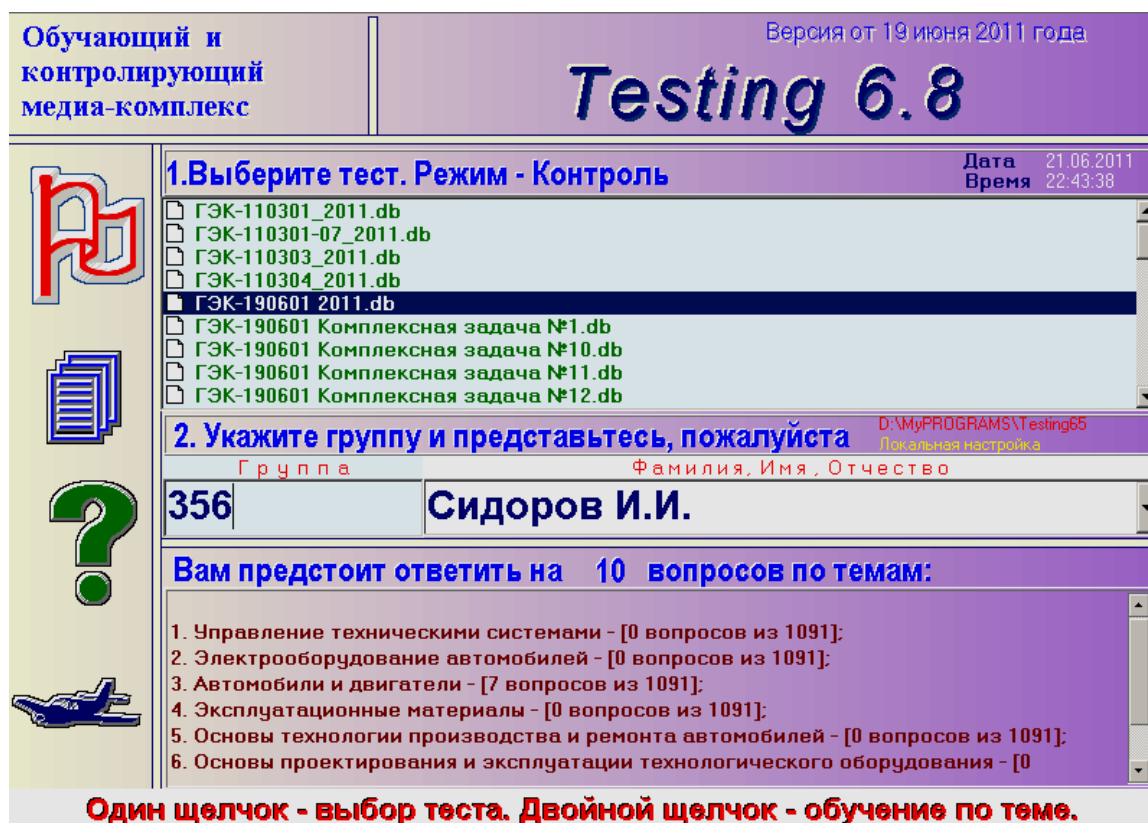 Обучающий и
контролирующий
медиа-комплекс
Версия от 19 июня 2011 года
Testing 6.8
1.Выберите тест. Режим - Контроль
Дата 21.06.2011
Время 22:43:38
ГЭК-110301_2011.db
ГЭК-110301-07_2011.db
ГЭК-110303_2011.db
ГЭК-110304_2011.db
ГЭК-190601 2011.db
ГЭК-190601 Комплексная задача №1.db
ГЭК-190601 Комплексная задача №10.db
ГЭК-190601 Комплексная задача №11.db
ГЭК-190601 Комплексная задача №12.db
2. Укажите группу и представьтесь, пожалуйста
D:\MyPROGRAMS\Testing65
Локальная настройка
Группа Фамилия, Имя, Отчество
356 Сидоров И.И.
Вам предстоит ответить на 10 вопросов по темам:
1. Управление техническими системами - [0 вопросов из 1091];
2. Электрооборудование автомобилей - [0 вопросов из 1091];
3. Автомобили и двигатели - [7 вопросов из 1091];
4. Эксплуатационные материалы - [0 вопросов из 1091];
5. Основы технологии производства и ремонта автомобилей - [0 вопросов из 1091];
6. Основы проектирования и эксплуатации технологического оборудования - [0
Один щелчок - выбор теста. Двойной щелчок - обучение по теме.